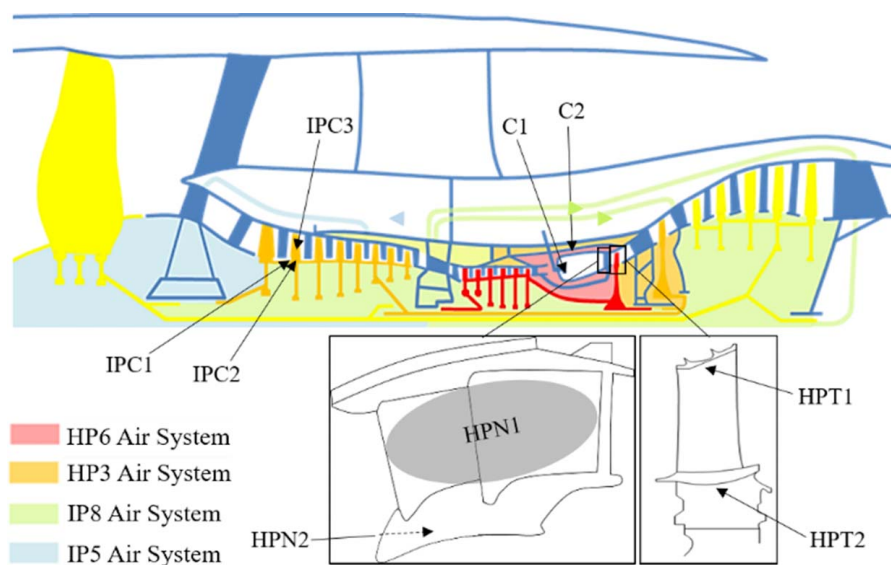 IPC3
C1
C2
IPC1
IPC2
HP6 Air System
HP3 Air System
IP8 Air System
IP5 Air System
HPN1
HPN2
HPT1
HPT2